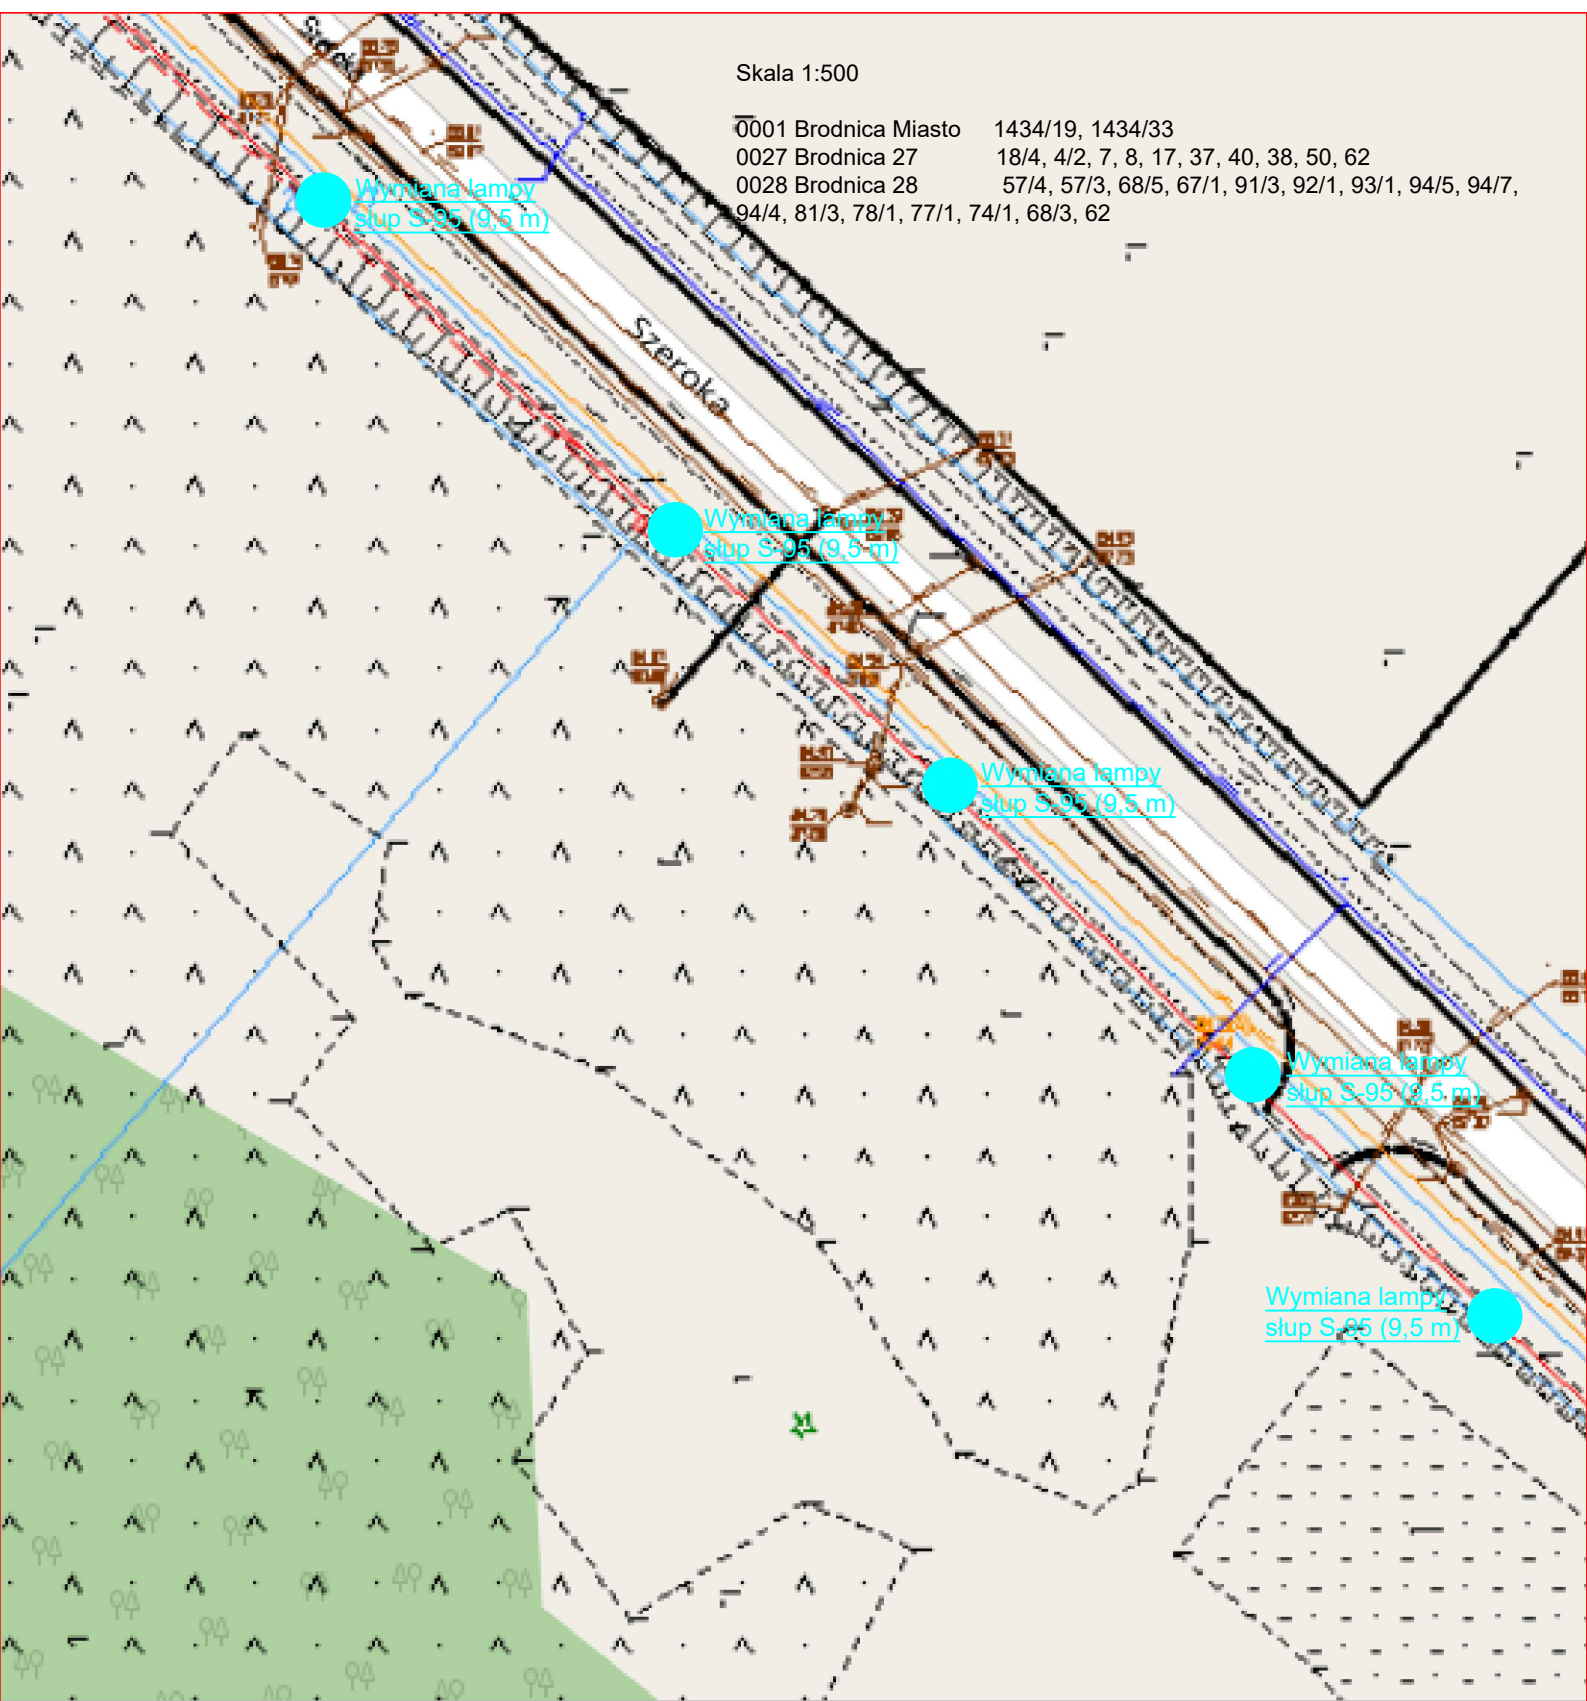 Skala 1:500
0001 Brodnica Miasto 1434/19, 1434/33
0027 Brodnica 27 18/4, 4/2, 7, 8, 17, 37, 40, 38, 50, 62
0028 Brodnica 28 57/4, 57/3, 68/5, 67/1, 91/3, 92/1, 93/1, 94/5, 94/7,
94/4, 81/3, 78/1, 77/1, 74/1, 68/3, 62
Wymiana lampy
słup S-95 (9,5 m)
Szeroka
Wymiana lampy
słup S-95 (9,5 m)
Wymiana lampy
słup S-95 (9,5 m)
Wymiana lampy
słup S-95 (9,5 m)
Wymiana lampy
słup S-95 (9,5 m)